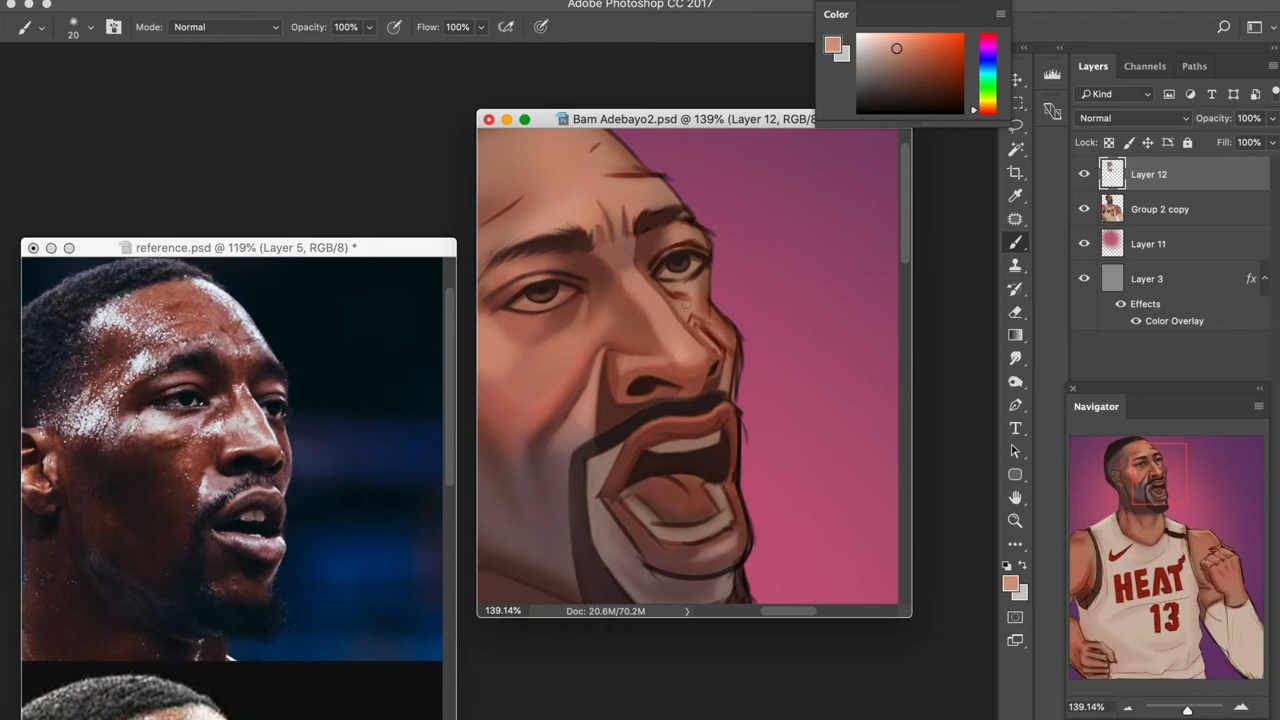 Adobe Photoshop CC 2017
20
Mode: Normal Opacity: 100% Flow: 100%
Color
Layers Channels Paths
Kind
Normal Opacity: 100%
Lock: Fill: 100%
Layer 12
Group 2 copy
Layer 11
Layer 3 fx
Effects
Color Overlay
Bam Adebayo2.psd @ 139% (Layer 12, RGB/8
reference.psd @ 119% (Layer 5, RGB/8) *
139.14% Doc: 20.6M/70.2M
Navigator
HEAT
13
139.14%